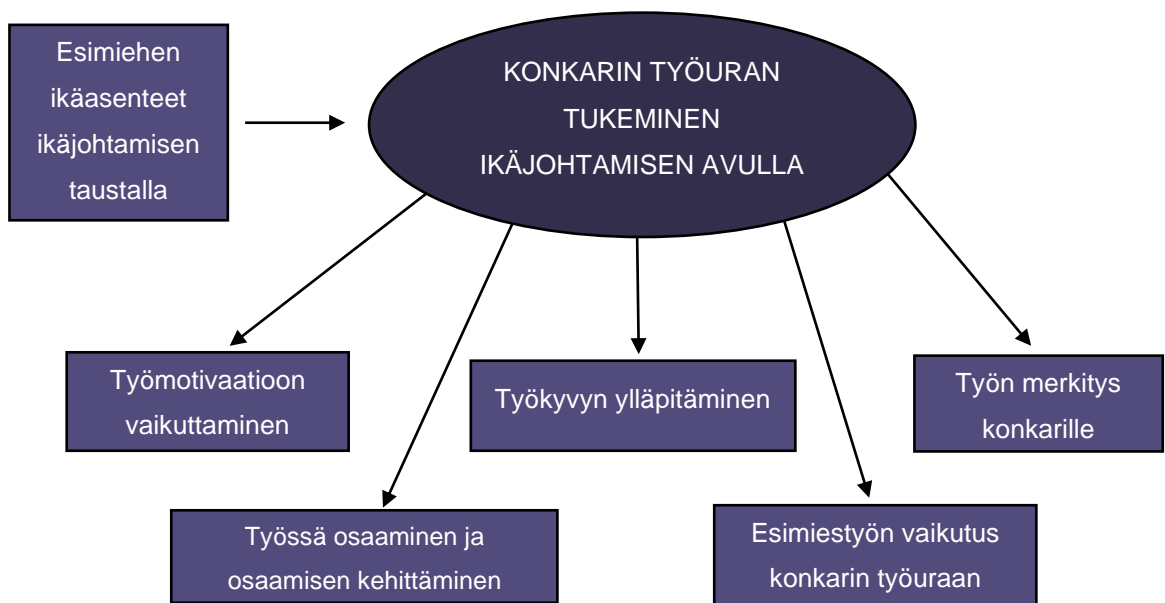 Esimiehen
ikäasenteet
ikäjohtamisen
taustalla
KONKARIN TYÖURAN
TUKEMINEN
IKÄJOHTAMISEN AVULLA
Työmotivaatioon
vaikuttaminen
Työkyvyn ylläpitäminen
Työn merkitys
konkarille
Työssä osaaminen ja
osaamisen kehittäminen
Esimiestyön vaikutus
konkarin työuraan